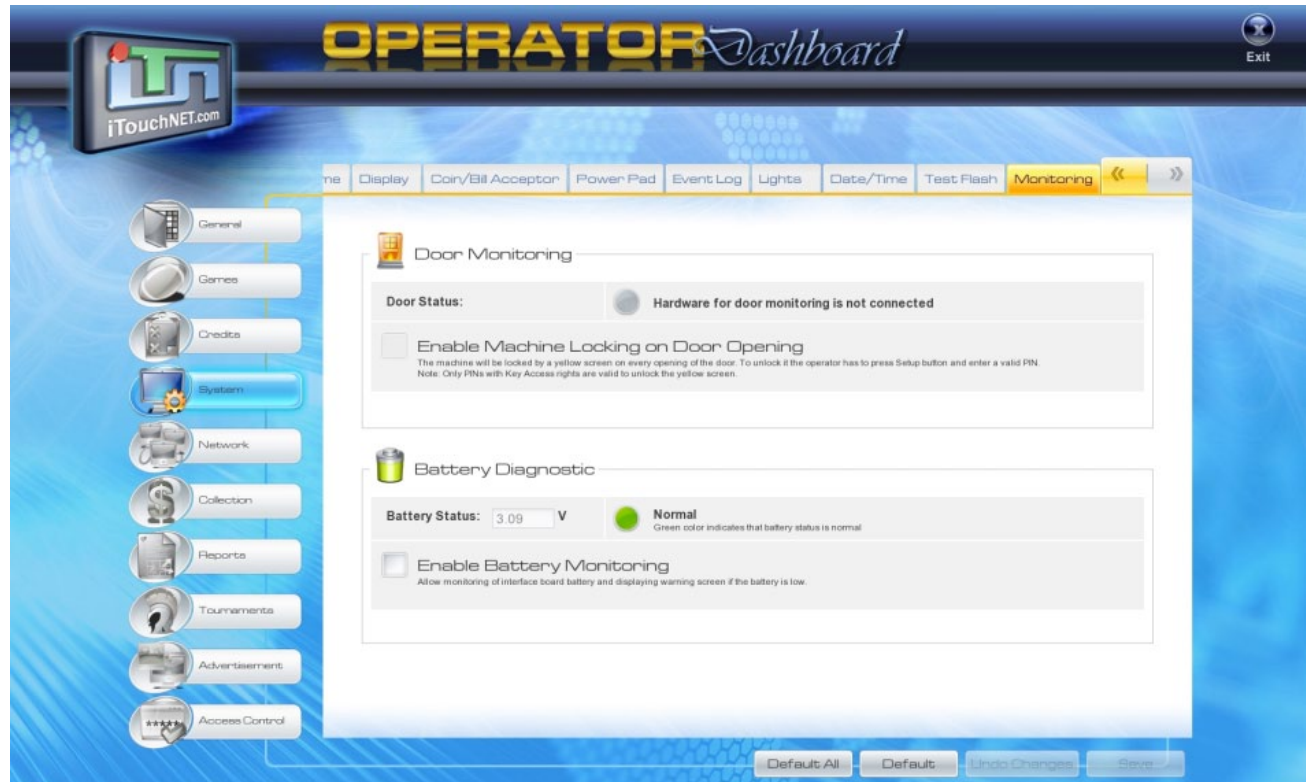 OPERATOR Dashboard
Exit
iTn
iTouchNET.com
me Display Coin/Bill Acceptor Power Pad Event Log Lights Date/Time Test Flash Monitoring « »
General
Games
Credits
System
Network
Collection
Reports
Tournaments
Advertisement
Access Control
Door Monitoring
Door Status: Hardware for door monitoring is not connected
Enable Machine Locking on Door Opening
The machine will be locked by a yellow screen on every opening of the door. To unlock it the operator has to press Setup button and enter a valid PIN.
Note: Only PINs with Key Access rights are valid to unlock the yellow screen.
Battery Diagnostic
Battery Status: 3.09 V Normal
Green color indicates that battery status is normal
Enable Battery Monitoring
Allow monitoring of interface board battery and displaying warning screen if the battery is low.
Default All Default Undo Changes Save